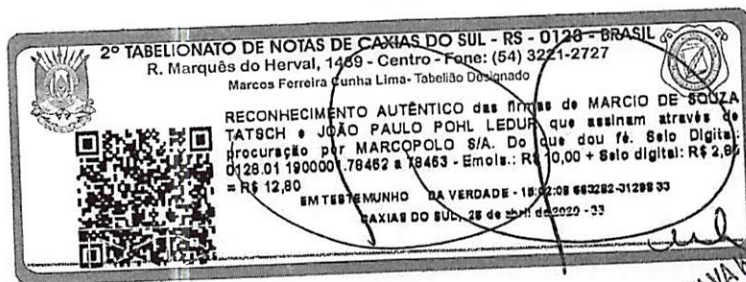 2º TABELIONATO DE NOTAS DE CAXIAS DO SUL - RS - 0128 - BRASIL
R. Marquês do Herval, 1489 - Centro - Fone: (54) 3221-2727
Marcos Ferreira Cunha Lima - Tabelião Designado
RECONHECIMENTO AUTÊNTICO das firmas de MARCIO DE SOUZA
TATSCH e JOÃO PAULO POHL LEDUR que assinam através de
procuração por MARCOPOLO S/A. Do que dou fé. Selo Digital:
0128.01 1900001.78462 a 78463 - Emols.: R$ 10,00 + Selo digital: R$ 2,80
= R$ 12,80
EM TESTEMUNHO DA VERDADE
CAXIAS DO SUL, de abril de 2020 - 33